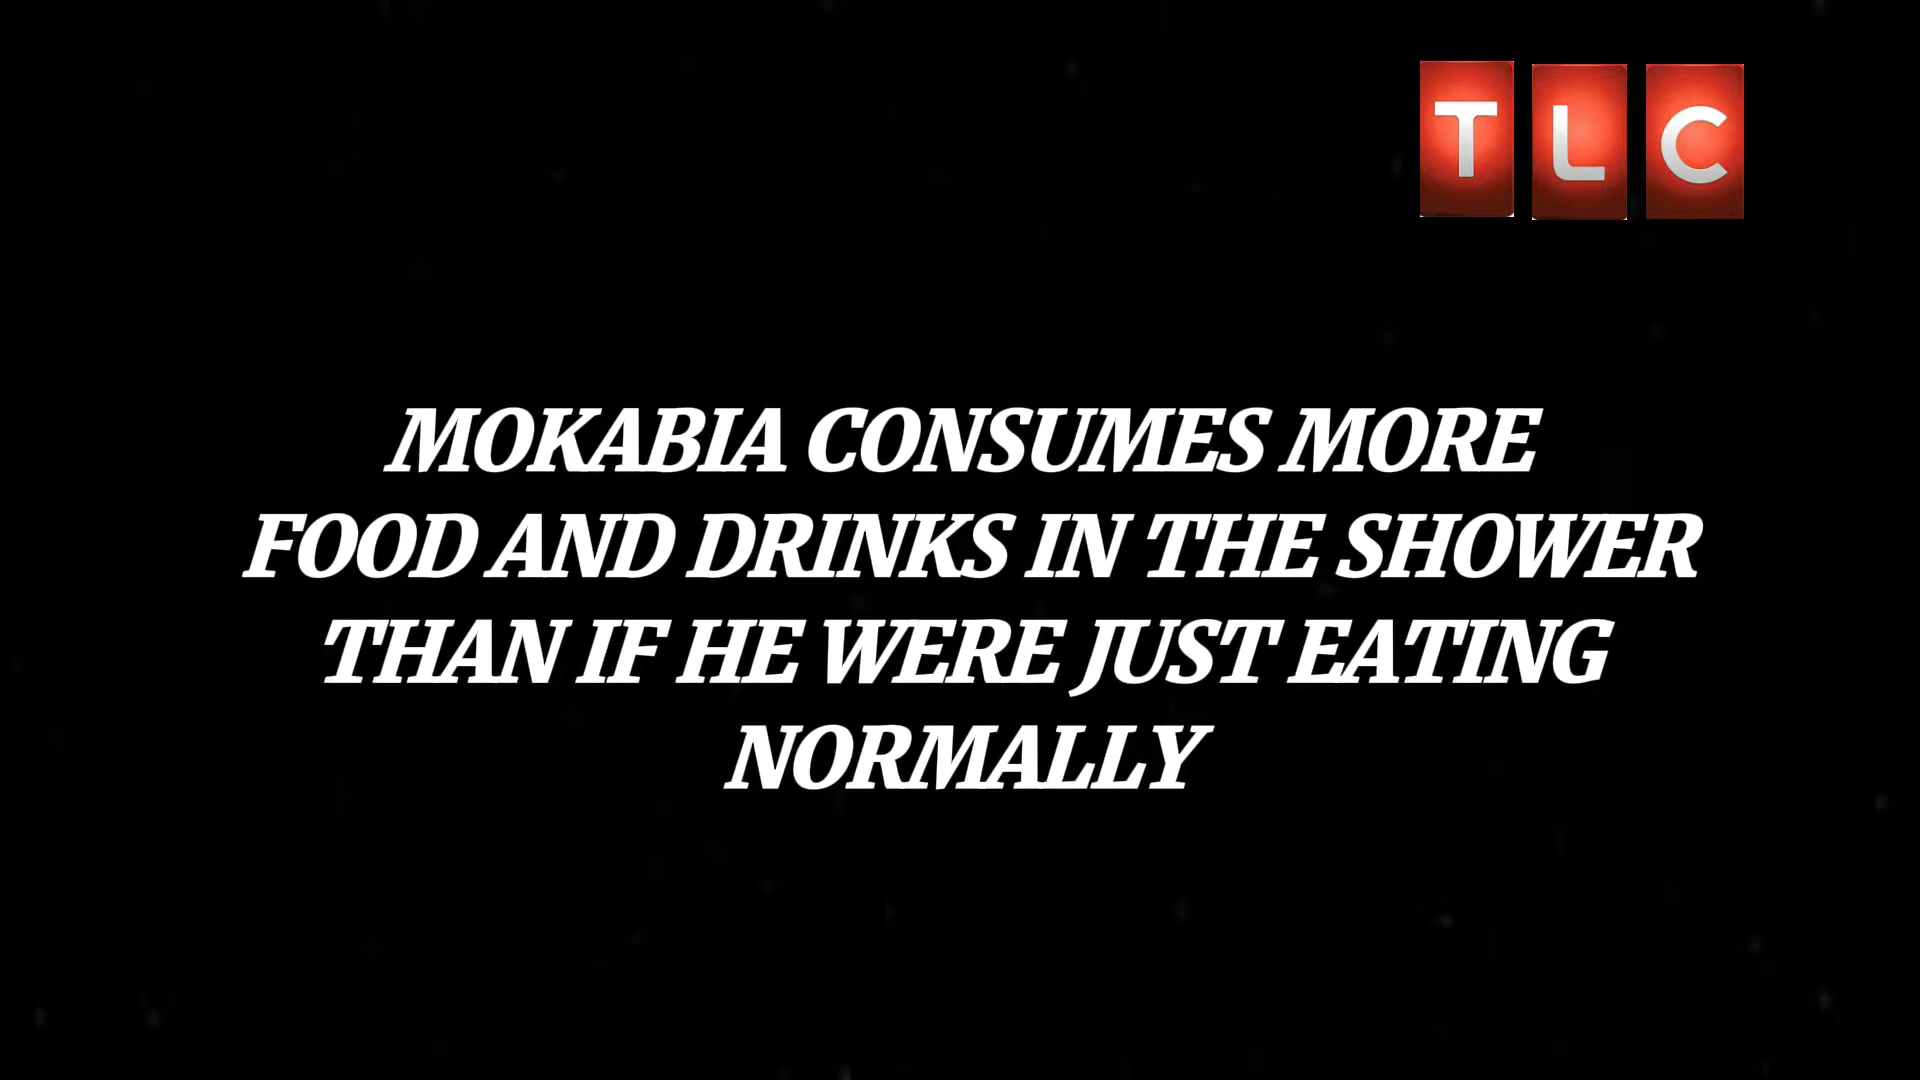 TLC
MOKABIA CONSUMES MORE
FOOD AND DRINKS IN THE SHOWER
THAN IF HE WERE JUST EATING
NORMALLY